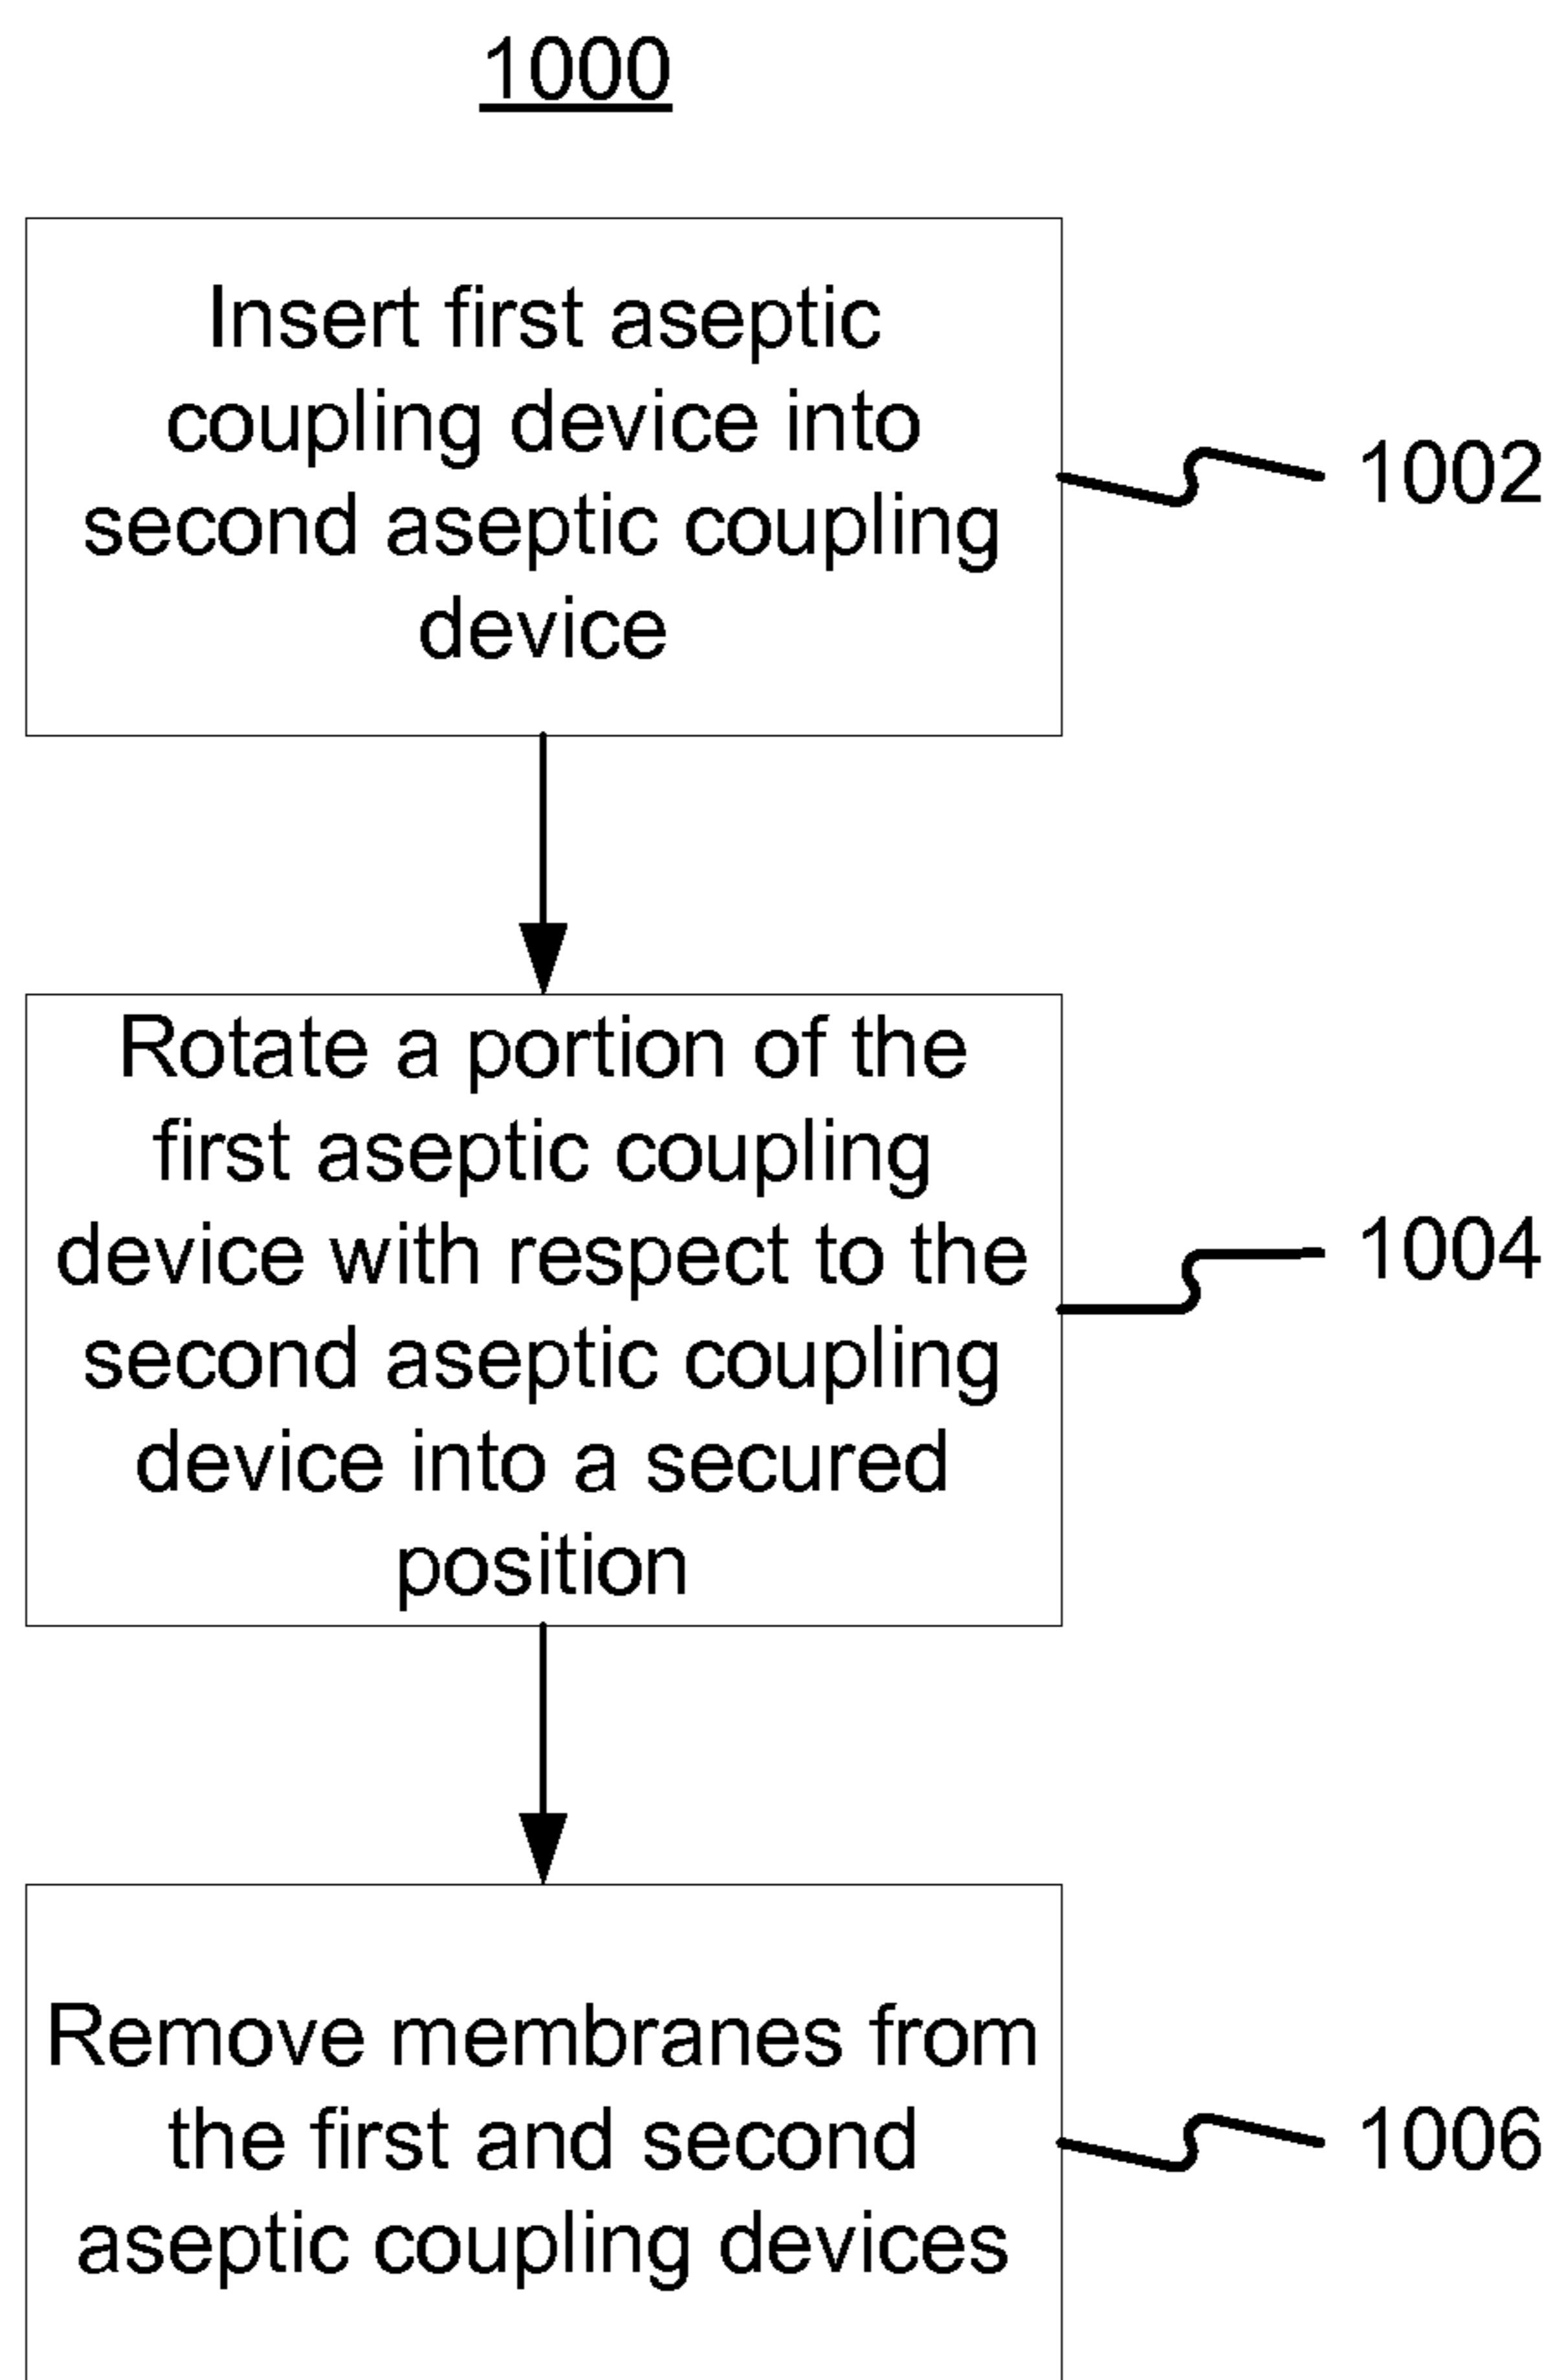 1000
Insert first aseptic
coupling device into
second aseptic coupling
device
1002
Rotate a portion of the
first aseptic coupling
device with respect to the
second aseptic coupling
device into a secured
position
1004
Remove membranes from
the first and second
aseptic coupling devices
1006